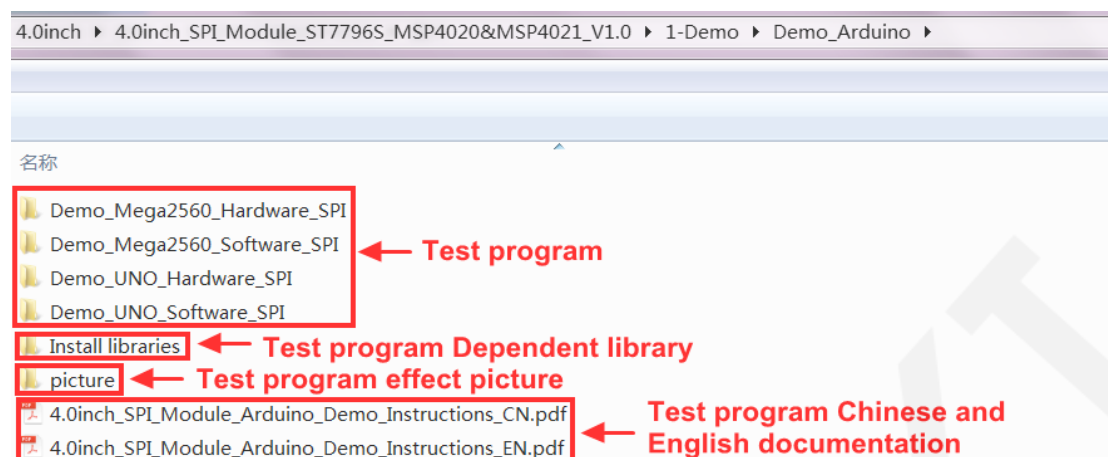 4.0inch ▸ 4.0inch_SPI_Module_ST7796S_MSP4020&MSP4021_V1.0 ▸ 1-Demo ▸ Demo_Arduino ▸
名称
Demo_Mega2560_Hardware_SPI
Demo_Mega2560_Software_SPI
Test program
Demo_UNO_Hardware_SPI
Demo_UNO_Software_SPI
Install libraries
Test program Dependent library
picture
Test program effect picture
4.0inch_SPI_Module_Arduino_Demo_Instructions_CN.pdf
4.0inch_SPI_Module_Arduino_Demo_Instructions_EN.pdf
Test program Chinese and
English documentation